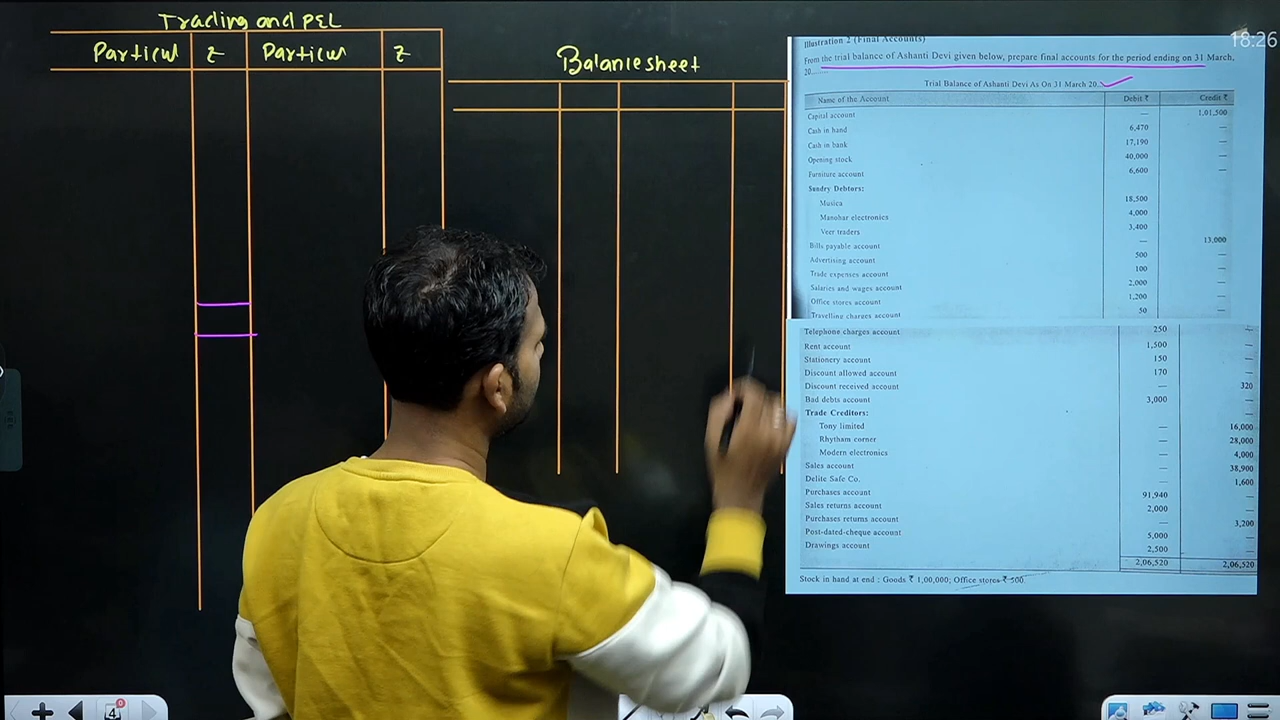 Trading and P&L
Particul ₹ Particur ₹
Balancesheet
18:26
Illustration 2 (Final Accounts)
From the trial balance of Ashanti Devi given below, prepare final accounts for the period ending on 31 March,
20........
Trial Balance of Ashanti Devi As On 31 March 20..
Name of the Account Debit ₹ Credit ₹
Capital account — 1,01,500
Cash in hand 6,470 —
Cash in bank 17,190 —
Opening stock 40,000 —
Furniture account 6,600 —
Sundry Debtors:
Musica 18,500 —
Manohar electronics 4,000 —
Veer traders 3,400 —
Bills payable account — 13,000
Advertising account 500 —
Trade expenses account 100 —
Salaries and wages account 2,000 —
Office stores account 1,200 —
Travelling charges account 50 —
Telephone charges account 250 —
Rent account 1,500 —
Stationery account 150 —
Discount allowed account 170 —
Discount received account — 320
Bad debts account 3,000 —
Trade Creditors: —
Tony limited — 16,000
Rhytham corner — 28,000
Modern electronics — 4,000
Sales account — 38,900
Delite Safe Co. — 1,600
Purchases account 91,940 —
Sales returns account 2,000 —
Purchases returns account — 3,200
Post-dated-cheque account 5,000 —
Drawings account 2,500 —
2,06,520 2,06,520
Stock in hand at end : Goods ₹ 1,00,000; Office stores ₹ 500.
4